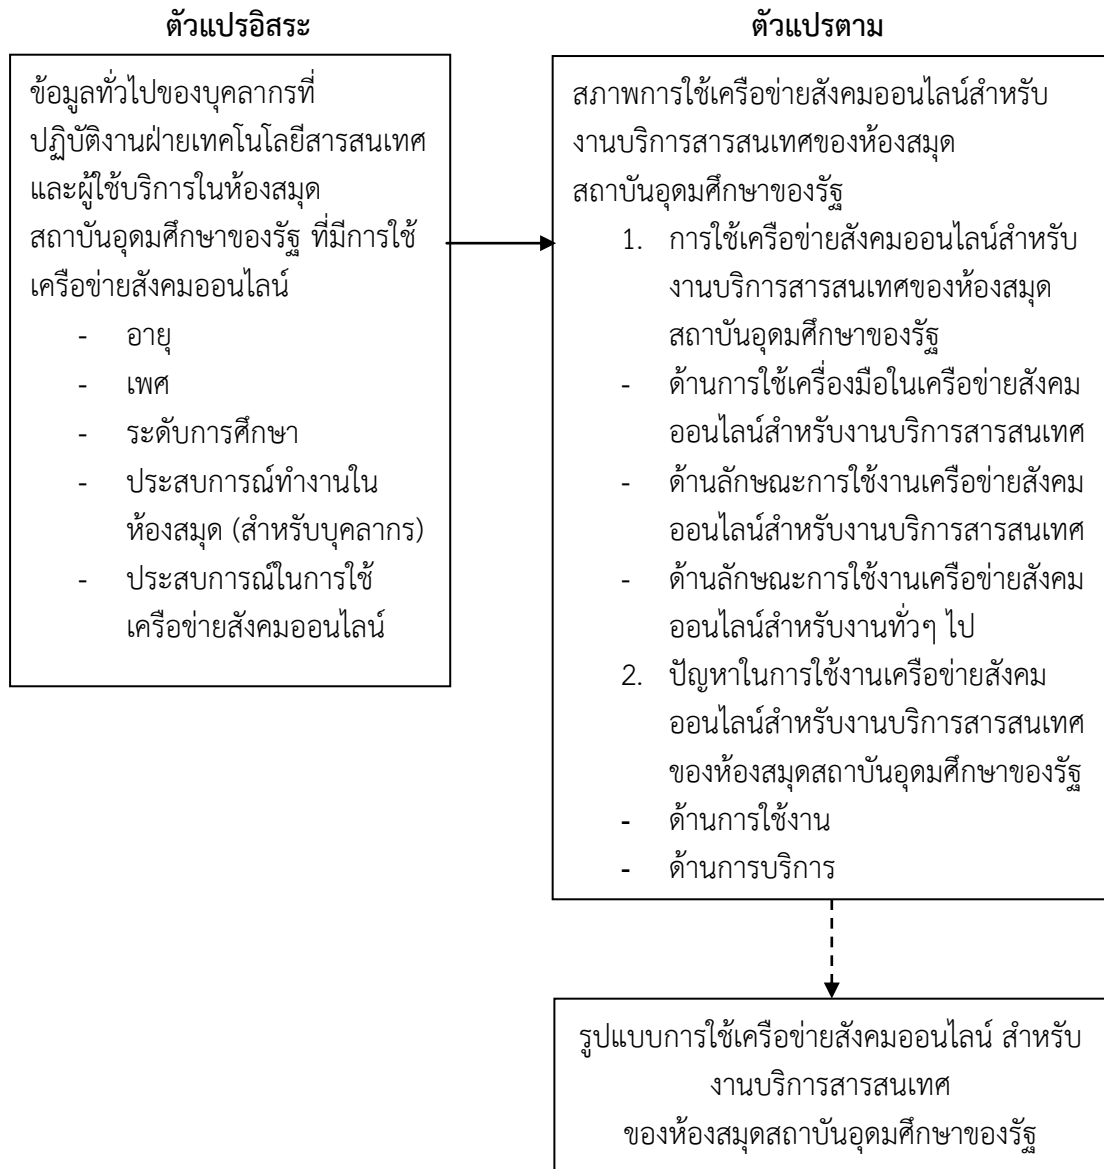 ตัวแปรอิสระ
ข้อมูลทั่วไปของบุคลากรที่
ปฏิบัติงานฝ่ายเทคโนโลยีสารสนเทศ
และผู้ใช้บริการในห้องสมุด
สถาบันอุดมศึกษาของรัฐ ที่มีการใช้
เครือข่ายสังคมออนไลน์
- อายุ
- เพศ
- ระดับการศึกษา
- ประสบการณ์ทำงานใน
ห้องสมุด (สำหรับบุคลากร)
- ประสบการณ์ในการใช้
เครือข่ายสังคมออนไลน์
ตัวแปรตาม
สภาพการใช้เครือข่ายสังคมออนไลน์สำหรับ
งานบริการสารสนเทศของห้องสมุด
สถาบันอุดมศึกษาของรัฐ
1. การใช้เครือข่ายสังคมออนไลน์สำหรับ
งานบริการสารสนเทศของห้องสมุด
สถาบันอุดมศึกษาของรัฐ
- ด้านการใช้เครื่องมือในเครือข่ายสังคม
ออนไลน์สำหรับงานบริการสารสนเทศ
- ด้านลักษณะการใช้งานเครือข่ายสังคม
ออนไลน์สำหรับงานบริการสารสนเทศ
- ด้านลักษณะการใช้งานเครือข่ายสังคม
ออนไลน์สำหรับงานทั่วๆ ไป
2. ปัญหาในการใช้งานเครือข่ายสังคม
ออนไลน์สำหรับงานบริการสารสนเทศ
ของห้องสมุดสถาบันอุดมศึกษาของรัฐ
- ด้านการใช้งาน
- ด้านการบริการ
รูปแบบการใช้เครือข่ายสังคมออนไลน์ สำหรับ
งานบริการสารสนเทศ
ของห้องสมุดสถาบันอุดมศึกษาของรัฐ